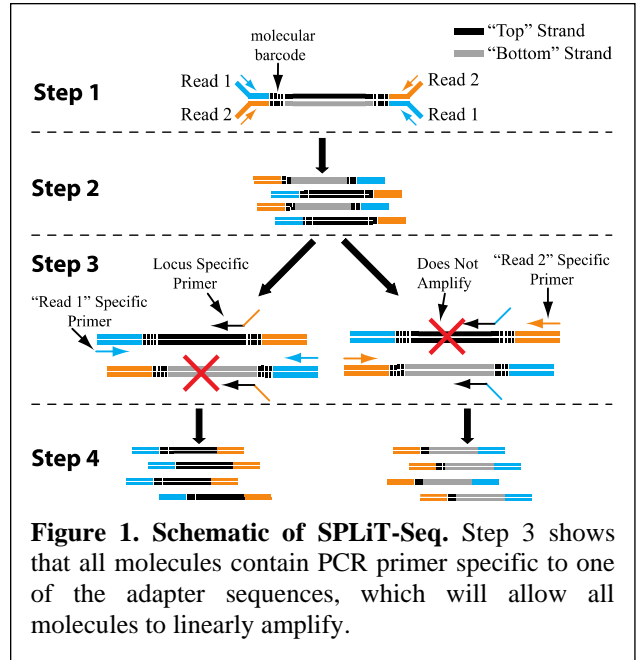 molecular
barcode
"Top" Strand
"Bottom" Strand
Read 1
Read 2
Step 1
Read 2
Read 1
Step 2
Step 3
Locus Specific
Primer
Does Not
Amplify
"Read 2" Specific
Primer
"Read 1" Specific
Primer
Step 4
Figure 1. Schematic of SPLiT-Seq. Step 3 shows
that all molecules contain PCR primer specific to one
of the adapter sequences, which will allow all
molecules to linearly amplify.